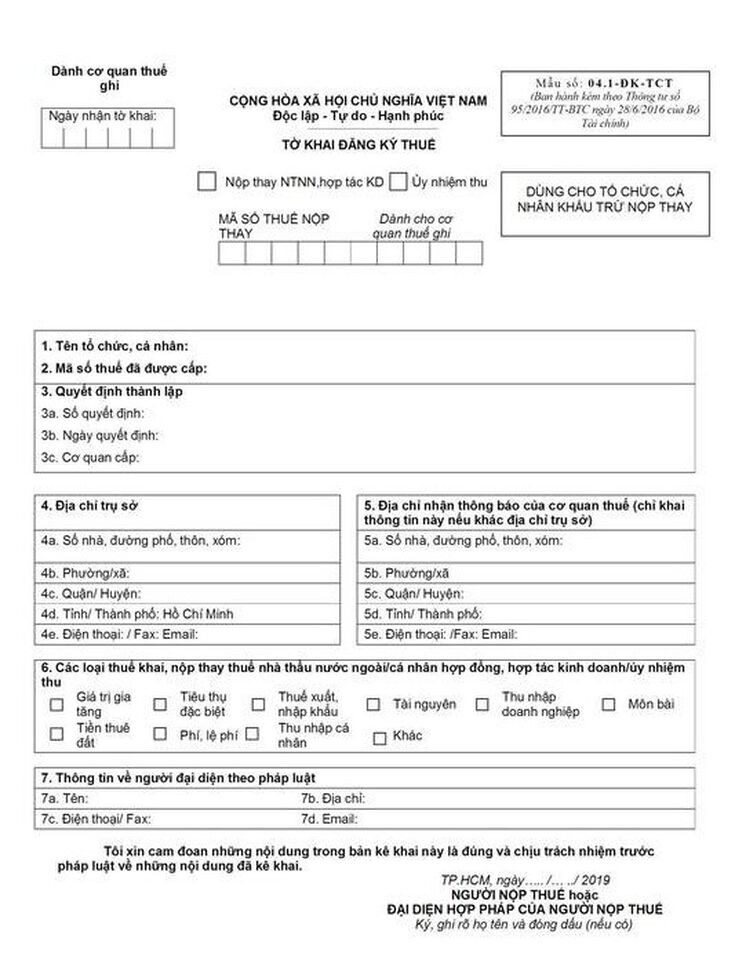 Dành cơ quan thuế
ghi
Ngày nhận tờ khai:
CỘNG HÒA XÃ HỘI CHỦ NGHĨA VIỆT NAM
Độc lập - Tự do - Hạnh phúc
TỜ KHAI ĐĂNG KÝ THUẾ
Mẫu số: 04.1-ĐK-TCT
(Ban hành kèm theo Thông tư số
95/2016/TT-BTC ngày 28/6/2016 của Bộ
Tài chính)
Nộp thay NTNN,hợp tác KD
Ủy nhiệm thu
DÙNG CHO TỔ CHỨC, CÁ
NHÂN KHẤU TRỪ NỘP THAY
MÃ SỐ THUẾ NỘP
THAY
Dành cho cơ
quan thuế ghi
1. Tên tổ chức, cá nhân:
2. Mã số thuế đã được cấp:
3. Quyết định thành lập
3a. Số quyết định:
3b. Ngày quyết định:
3c. Cơ quan cấp:
4. Địa chỉ trụ sở
4a. Số nhà, đường phố, thôn, xóm:
4b. Phường/xã:
4c. Quận/ Huyện:
4d. Tỉnh/ Thành phố: Hồ Chí Minh
4e. Điện thoại: / Fax: Email:
5. Địa chỉ nhận thông báo của cơ quan thuế (chỉ khai
thông tin này nếu khác địa chỉ trụ sở)
5a. Số nhà, đường phố, thôn, xóm:
5b. Phường/xã
5c. Quận/ Huyện:
5d. Tỉnh/ Thành phố:
5e. Điện thoại: /Fax: Email:
6. Các loại thuế khai, nộp thay thuế nhà thầu nước ngoài/cá nhân hợp đồng, hợp tác kinh doanh/ủy nhiệm
thu
Giá trị gia
tăng
Tiêu thụ
đặc biệt
Thuế xuất,
nhập khẩu
Tài nguyên
Thu nhập
doanh nghiệp
Môn bài
Tiền thuê
đất
Phí, lệ phí
Thu nhập cá
nhân
Khác
7. Thông tin về người đại diện theo pháp luật
7a. Tên:
7b. Địa chỉ:
7c. Điện thoại/ Fax:
7d. Email:
Tôi xin cam đoan những nội dung trong bản kê khai này là đúng và chịu trách nhiệm trước
pháp luật về những nội dung đã kê khai.
TP.HCM, ngày….. /… ../ 2019
NGƯỜI NỘP THUẾ hoặc
ĐẠI DIỆN HỢP PHÁP CỦA NGƯỜI NỘP THUẾ
Ký, ghi rõ họ tên và đóng dấu (nếu có)